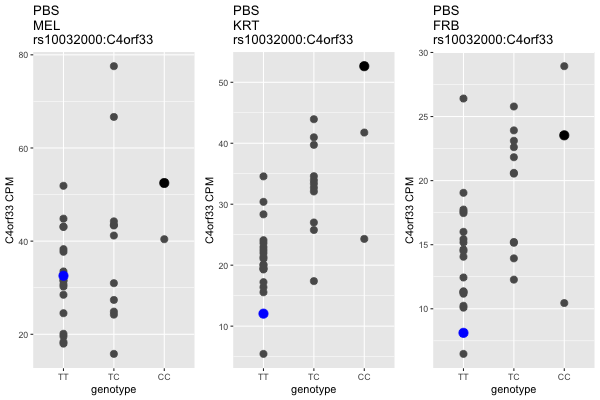 PBS
MEL
rs10032000:C4orf33
80
60
40
20
C4orf33 CPM
TT TC CC
genotype
PBS
KRT
rs10032000:C4orf33
50
40
30
20
10
C4orf33 CPM
TT TC CC
genotype
PBS
FRB
rs10032000:C4orf33
30
25
20
15
10
C4orf33 CPM
TT TC CC
genotype